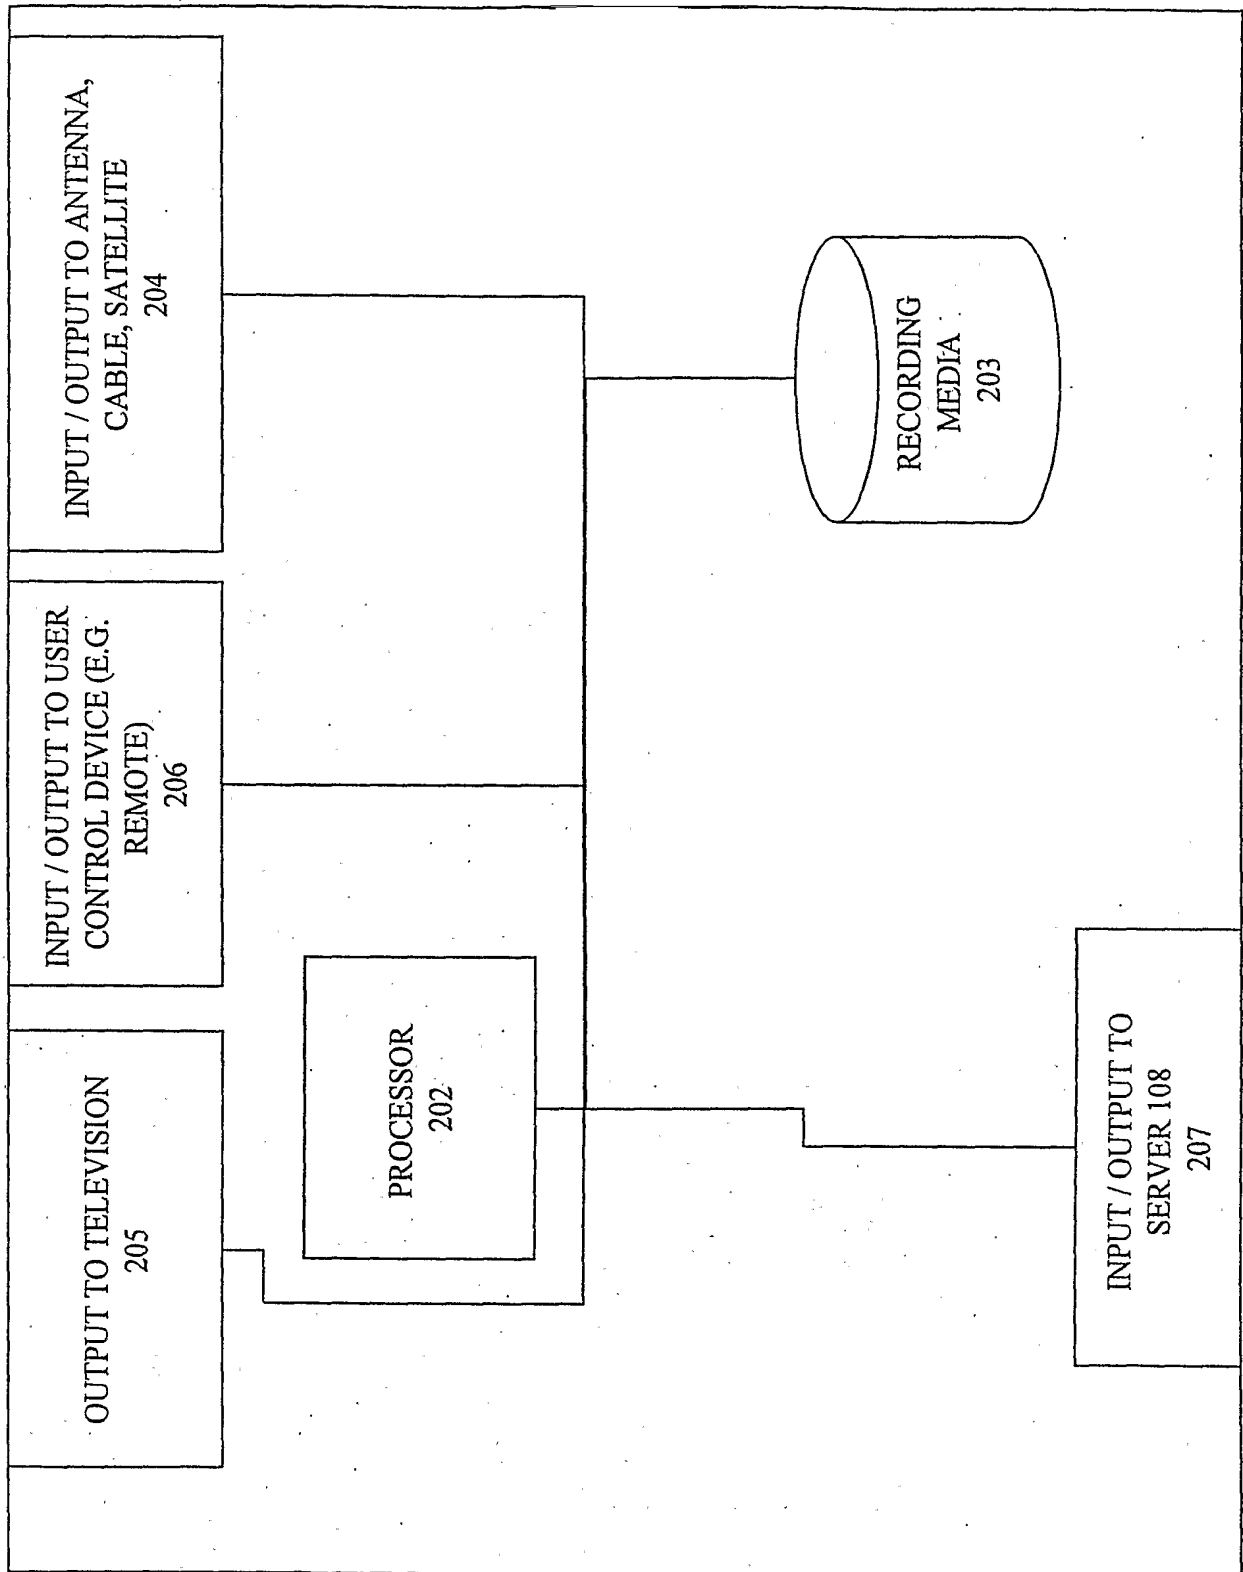 OUTPUT TO TELEVISION
205
INPUT / OUTPUT TO USER
CONTROL DEVICE (E.G.
REMOTE)
206
INPUT / OUTPUT TO ANTENNA,
CABLE, SATELLITE
204
PROCESSOR
202
RECORDING
MEDIA
203
INPUT / OUTPUT TO
SERVER 108
207